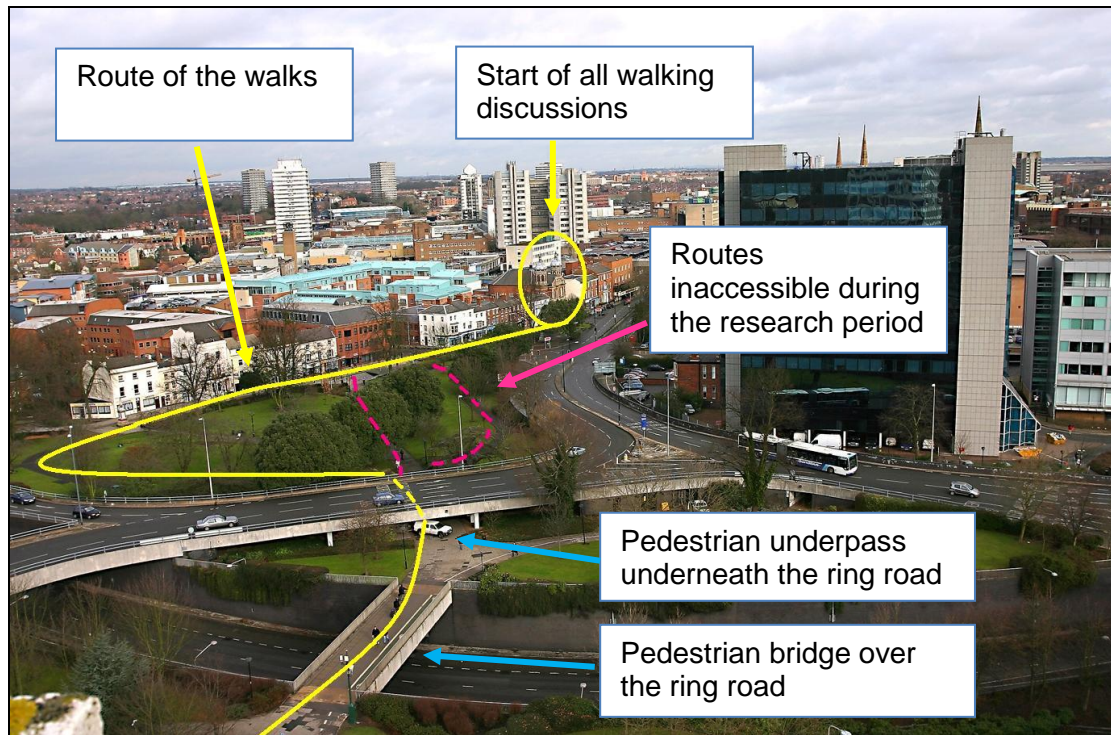 Route of the walks
Start of all walking
discussions
Routes
inaccessible during
the research period
Pedestrian underpass
underneath the ring road
Pedestrian bridge over
the ring road